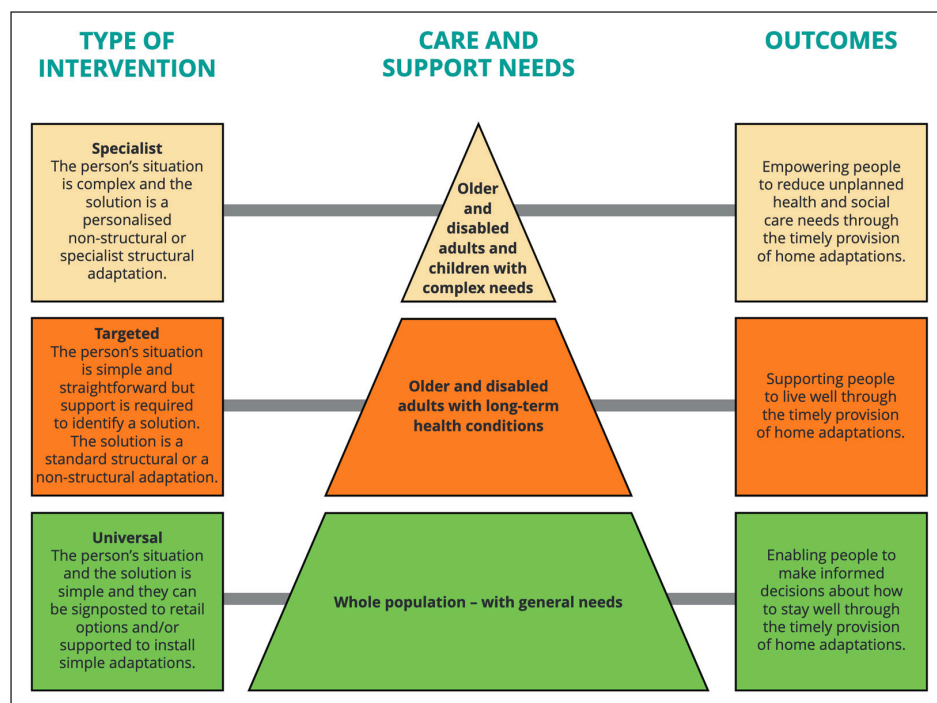 TYPE OF
INTERVENTION
CARE AND
SUPPORT NEEDS
OUTCOMES
Specialist
The person's situation
is complex and the
solution is a
personalised
non-structural or
specialist structural
adaptation.
Older
and
disabled
adults and
children with
complex needs
Empowering people
to reduce unplanned
health and social
care needs through
the timely provision
of home adaptations.
Targeted
The person's situation
is simple and
straightforward but
support is required
to identify a solution.
The solution is a
standard structural or a
non-structural adaptation.
Older and disabled
adults with long-term
health conditions
Supporting people
to live well through
the timely provision
of home adaptations.
Universal
The person's situation
and the solution is
simple and they can
be signposted to retail
options and/or
supported to install
simple adaptations.
Whole population – with general needs
Enabling people to
make informed
decisions about how
to stay well through
the timely provision
of home adaptations.